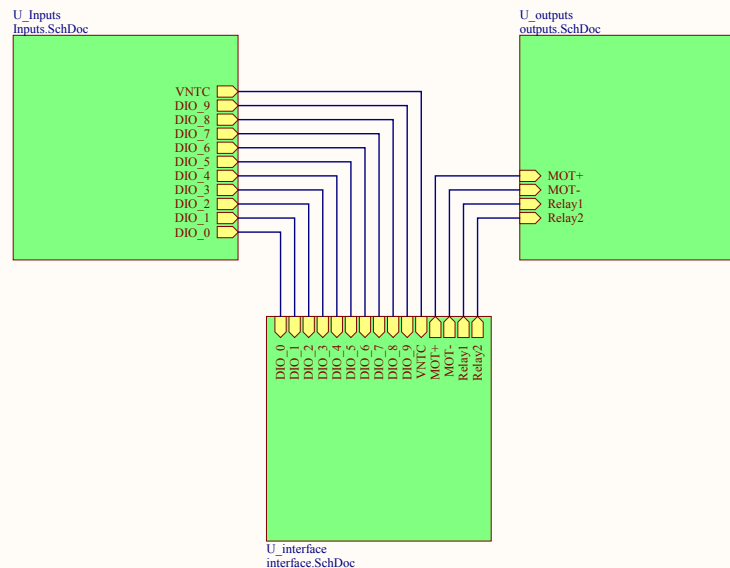 U_Inputs
Inputs.SchDoc
VNTC
DIO_9
DIO_8
DIO_7
DIO_6
DIO_5
DIO_4
DIO_3
DIO_2
DIO_1
DIO_0
U_outputs
outputs.SchDoc
MOT+
MOT-
Relay1
Relay2
DIO_0
DIO_1
DIO_2
DIO_3
DIO_4
DIO_5
DIO_6
DIO_7
DIO_8
DIO_9
VNTC
MOT+
MOT-
Relay1
Relay2
U_interface
interface.SchDoc